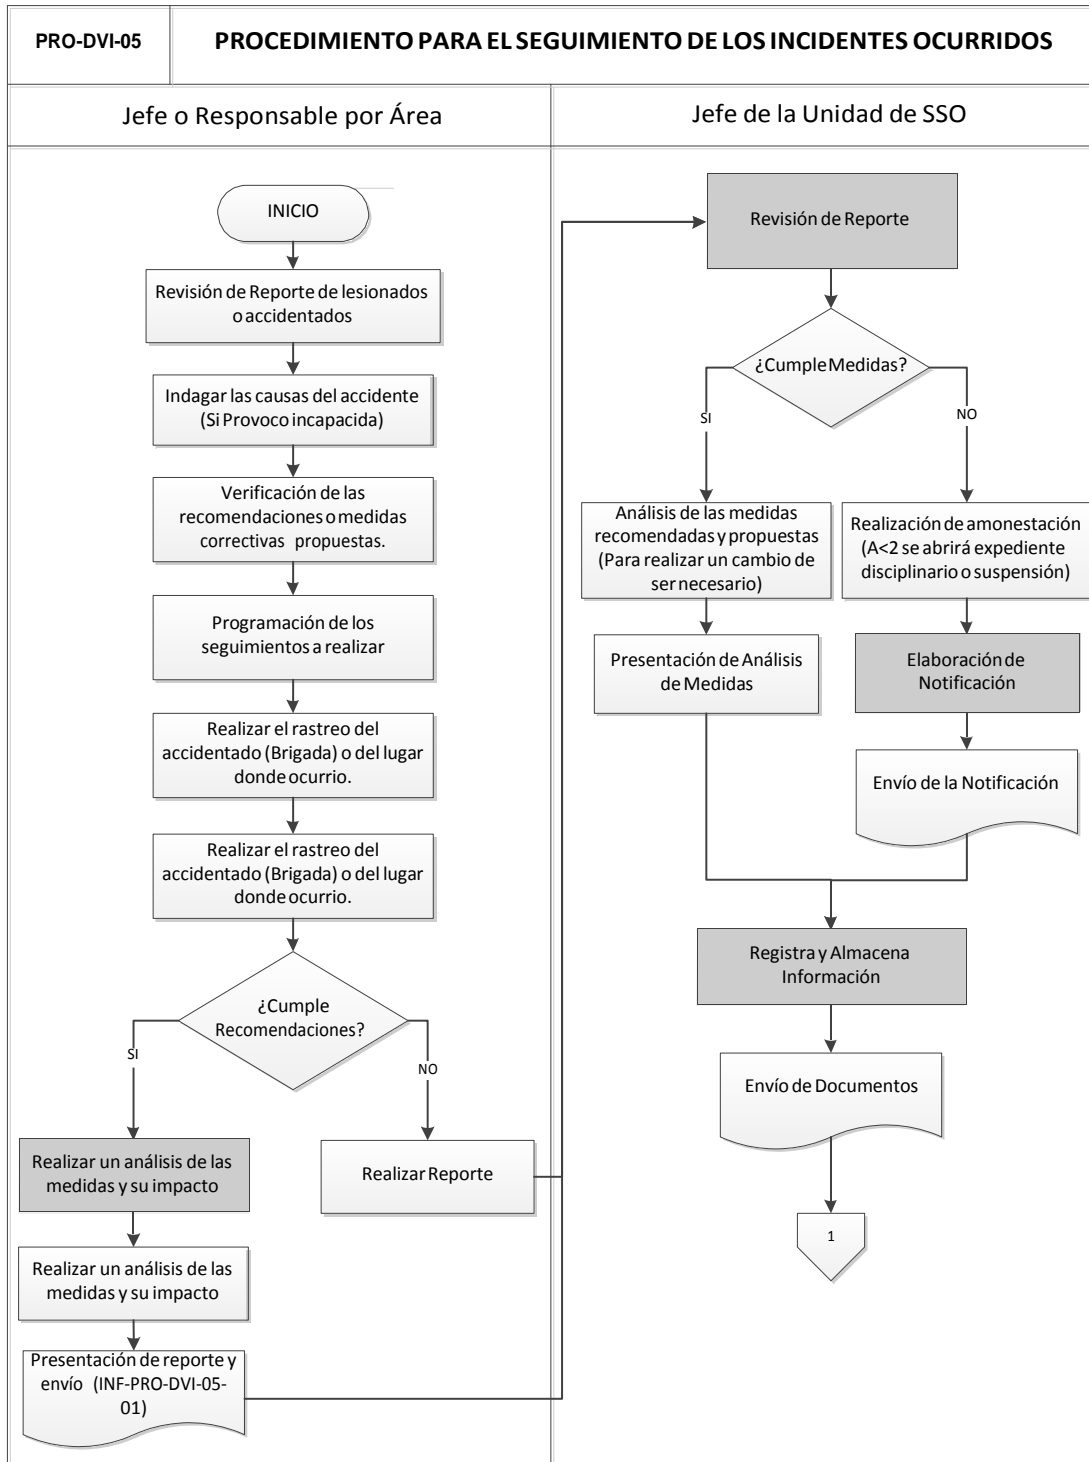 PRO-DVI-05
PROCEDIMIENTO PARA EL SEGUIMIENTO DE LOS INCIDENTES OCURRIDOS
Jefe o Responsable por Área
Jefe de la Unidad de SSO
INICIO
Revisión de Reporte de lesionados
o accidentados
Indagar las causas del accidente
(Si Provoco incapacida)
Verificación de las
recomendaciones o medidas
correctivas propuestas.
Programación de los
seguimientos a realizar
Realizar el rastreo del
accidentado (Brigada) o del lugar
donde ocurrio.
Realizar el rastreo del
accidentado (Brigada) o del lugar
donde ocurrio.
¿Cumple
Recomendaciones?
SI
NO
Realizar un análisis de las
medidas y su impacto
Realizar Reporte
Realizar un análisis de las
medidas y su impacto
Presentación de reporte y
envío (INF-PRO-DVI-05-
01)
Revisión de Reporte
¿Cumple Medidas?
SI
NO
Análisis de las medidas
recomendadas y propuestas
(Para realizar un cambio de
ser necesario)
Realización de amonestación
(A<2 se abrirá expediente
disciplinario o suspensión)
Presentación de Análisis
de Medidas
Elaboración de
Notificación
Envío de la Notificación
Registra y Almacena
Información
Envío de Documentos
1